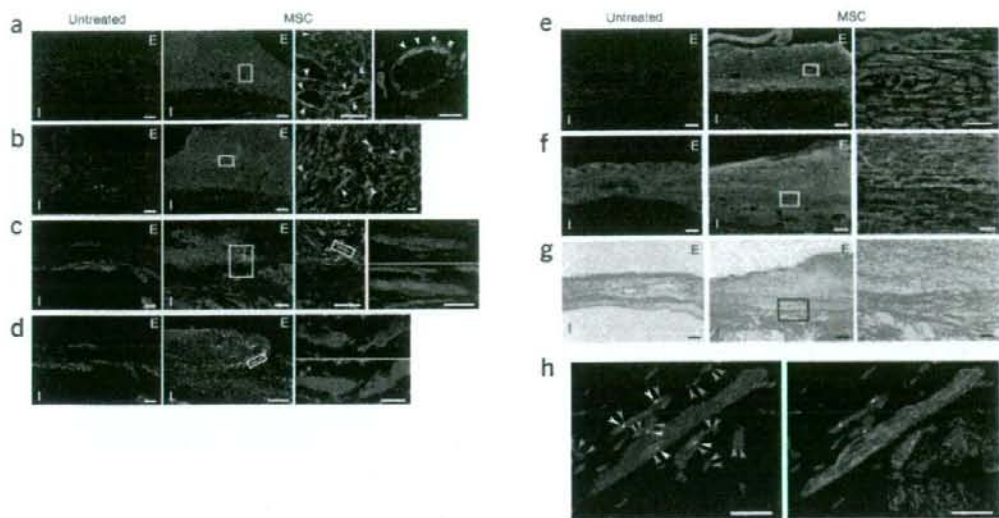 Untreated MSC
a E E
I I
b E E
I I
c E E
I I
d E E
I I
Untreated MSC
e E E
I I
f E E
I I
g E E
I I
h